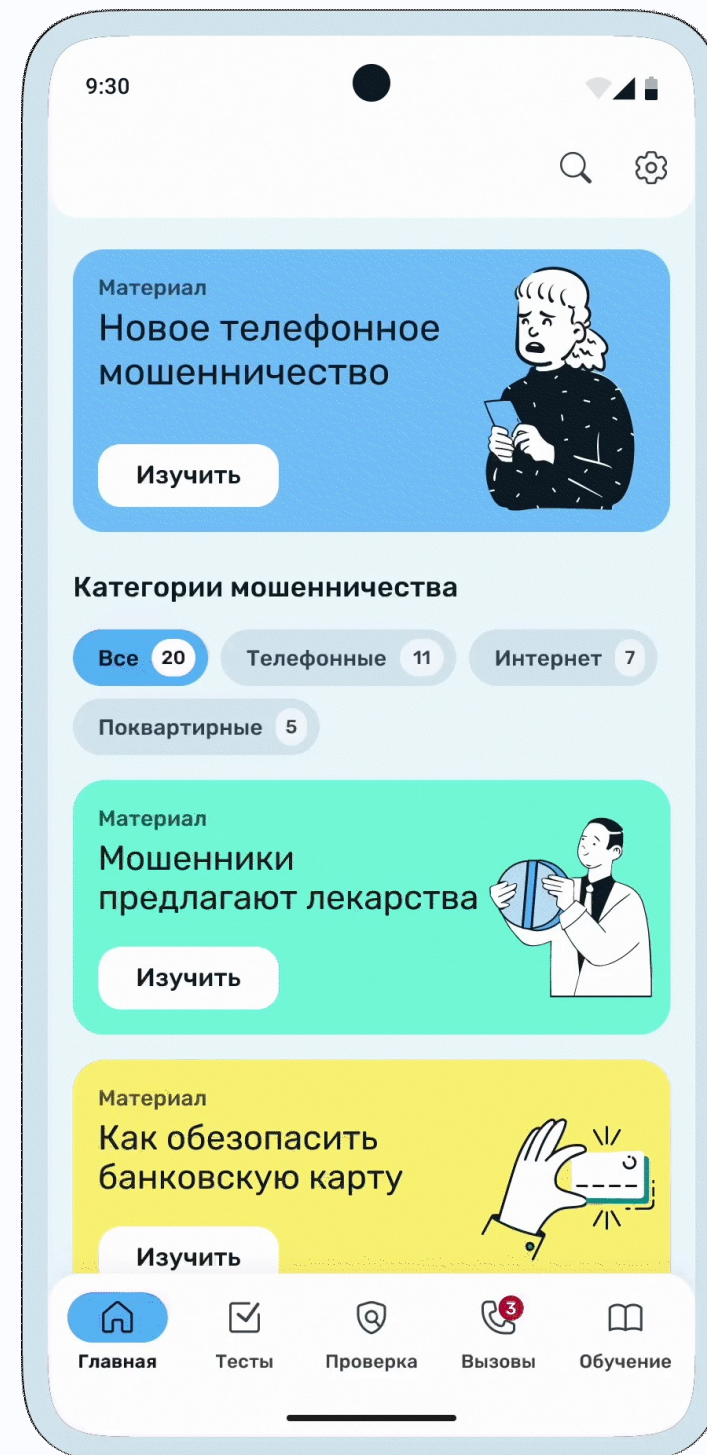 9:30
Материал
Новое телефонное
мошенничество
Изучить
Категории мошенничества
Все 20 Телефонные 11 Интернет 7
Поквартирные 5
Материал
Мошенники
предлагают лекарства
Изучить
Материал
Как обезопасить
банковскую карту
Изучить
3
Главная Тесты Проверка Вызовы Обучение